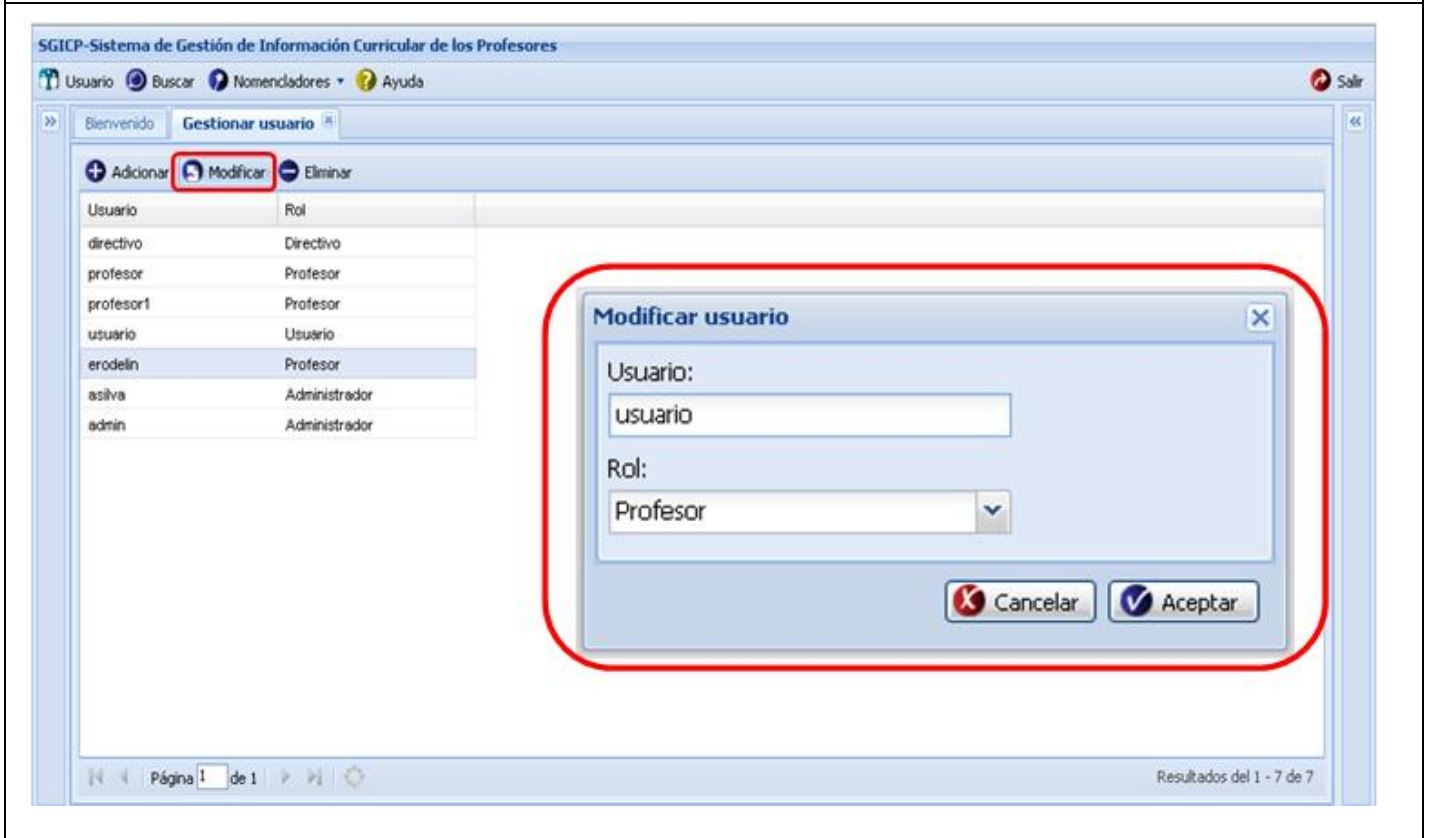 SGICP-Sistema de Gestión de Información Curricular de los Profesores
Usuario Buscar Nomencladores Ayuda Salir
Bienvenido Gestionar usuario
Adicionar Modificar Eliminar
Usuario Rol
directivo Directivo
profesor Profesor
profesor1 Profesor
usuario Usuario
erodelin Profesor
asilva Administrador
admin Administrador
Modificar usuario
Usuario:
usuario
Rol:
Profesor
Cancelar Aceptar
Página 1 de 1 Resultados del 1 - 7 de 7